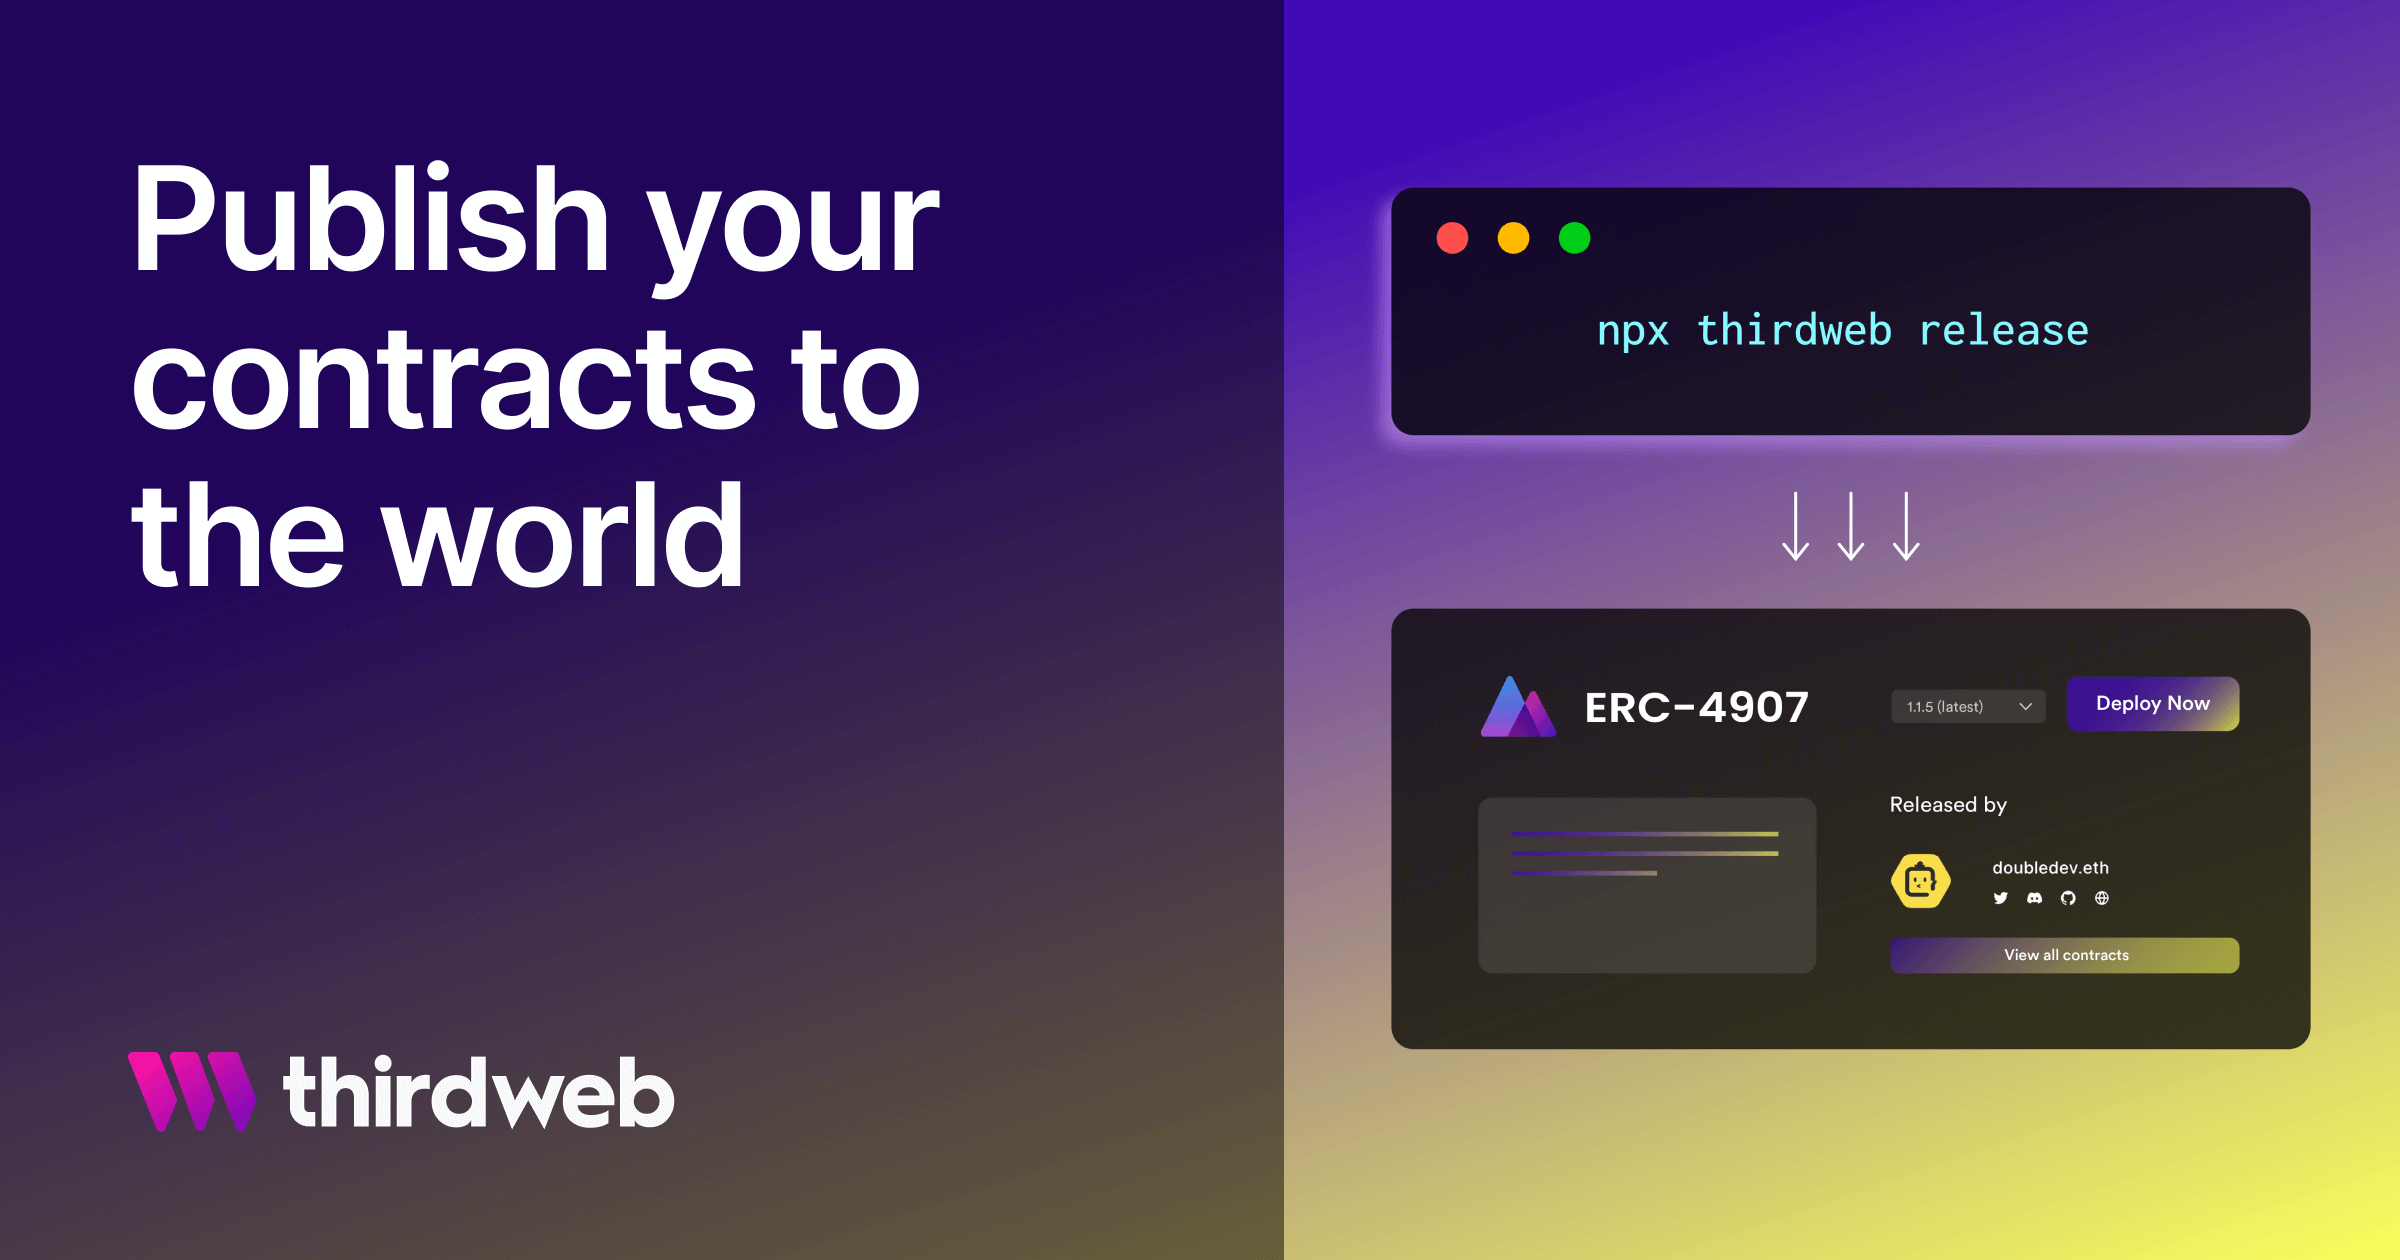 Publish your
contracts to
the world
thirdweb
npx thirdweb release
ERC-4907
1.1.5 (latest)
Deploy Now
Released by
doubledev.eth
View all contracts